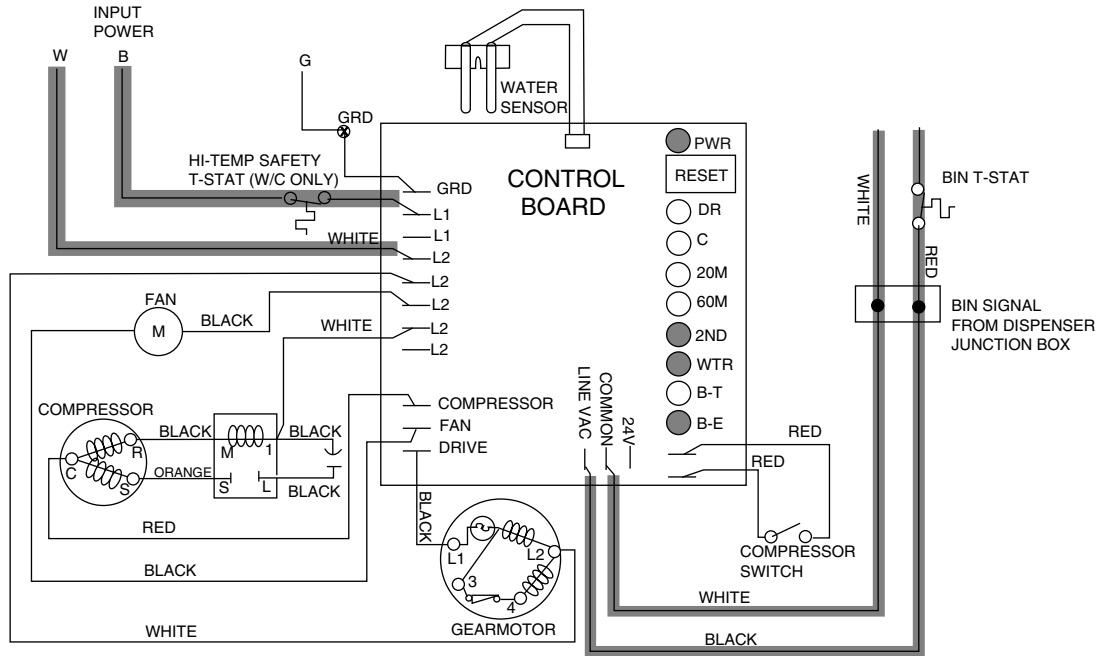 INPUT
POWER
W
B
G
GRD
WATER
SENSOR
HI-TEMP SAFETY
T-STAT (W/C ONLY)
CONTROL
BOARD
PWR
RESET
DR
C
20M
60M
2ND
WTR
B-T
B-E
GRD
L1
L1
WHITE
L2
L2
L2
WHITE
L2
L2
FAN
M
BLACK
COMPRESSOR
FAN
DRIVE
LINE VAC
COMMON
24V
COMPRESSOR
R
C
S
BLACK
M
1
BLACK
ORANGE
S
L
BLACK
RED
BLACK
WHITE
BLACK
L1
L2
3
4
GEARMOTOR
RED
RED
COMPRESSOR
SWITCH
WHITE
BLACK
WHITE
BIN T-STAT
RED
BIN SIGNAL
FROM DISPENSER
JUNCTION BOX